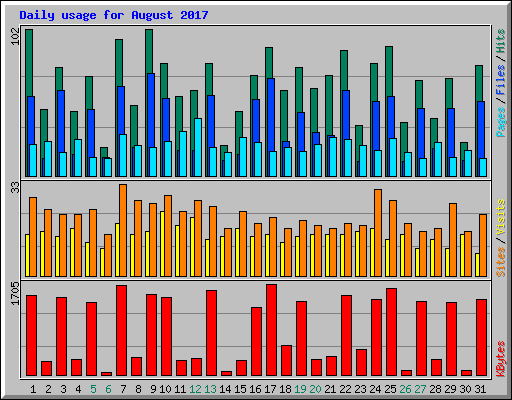 Daily usage for August 2017
102
33
1705
Pages / Files / Hits
Sites / Visits
KBytes
1 2 3 4 5 6 7 8 9 10 11 12 13 14 15 16 17 18 19 20 21 22 23 24 25 26 27 28 29 30 31